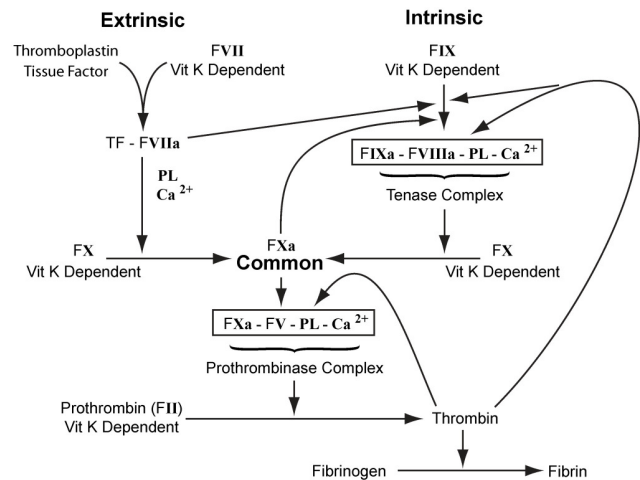 Extrinsic
Intrinsic
Thromboplastin
Tissue Factor
FVII
Vit K Dependent
FIX
Vit K Dependent
TF - FVIIa
FIXa - FVIIIa - PL - Ca 2+
PL
Ca 2+
Tenase Complex
FX
Vit K Dependent
FXa
Common
FX
Vit K Dependent
FXa - FV - PL - Ca 2+
Prothrombinase Complex
Prothrombin (FII)
Vit K Dependent
Thrombin
Fibrinogen
Fibrin